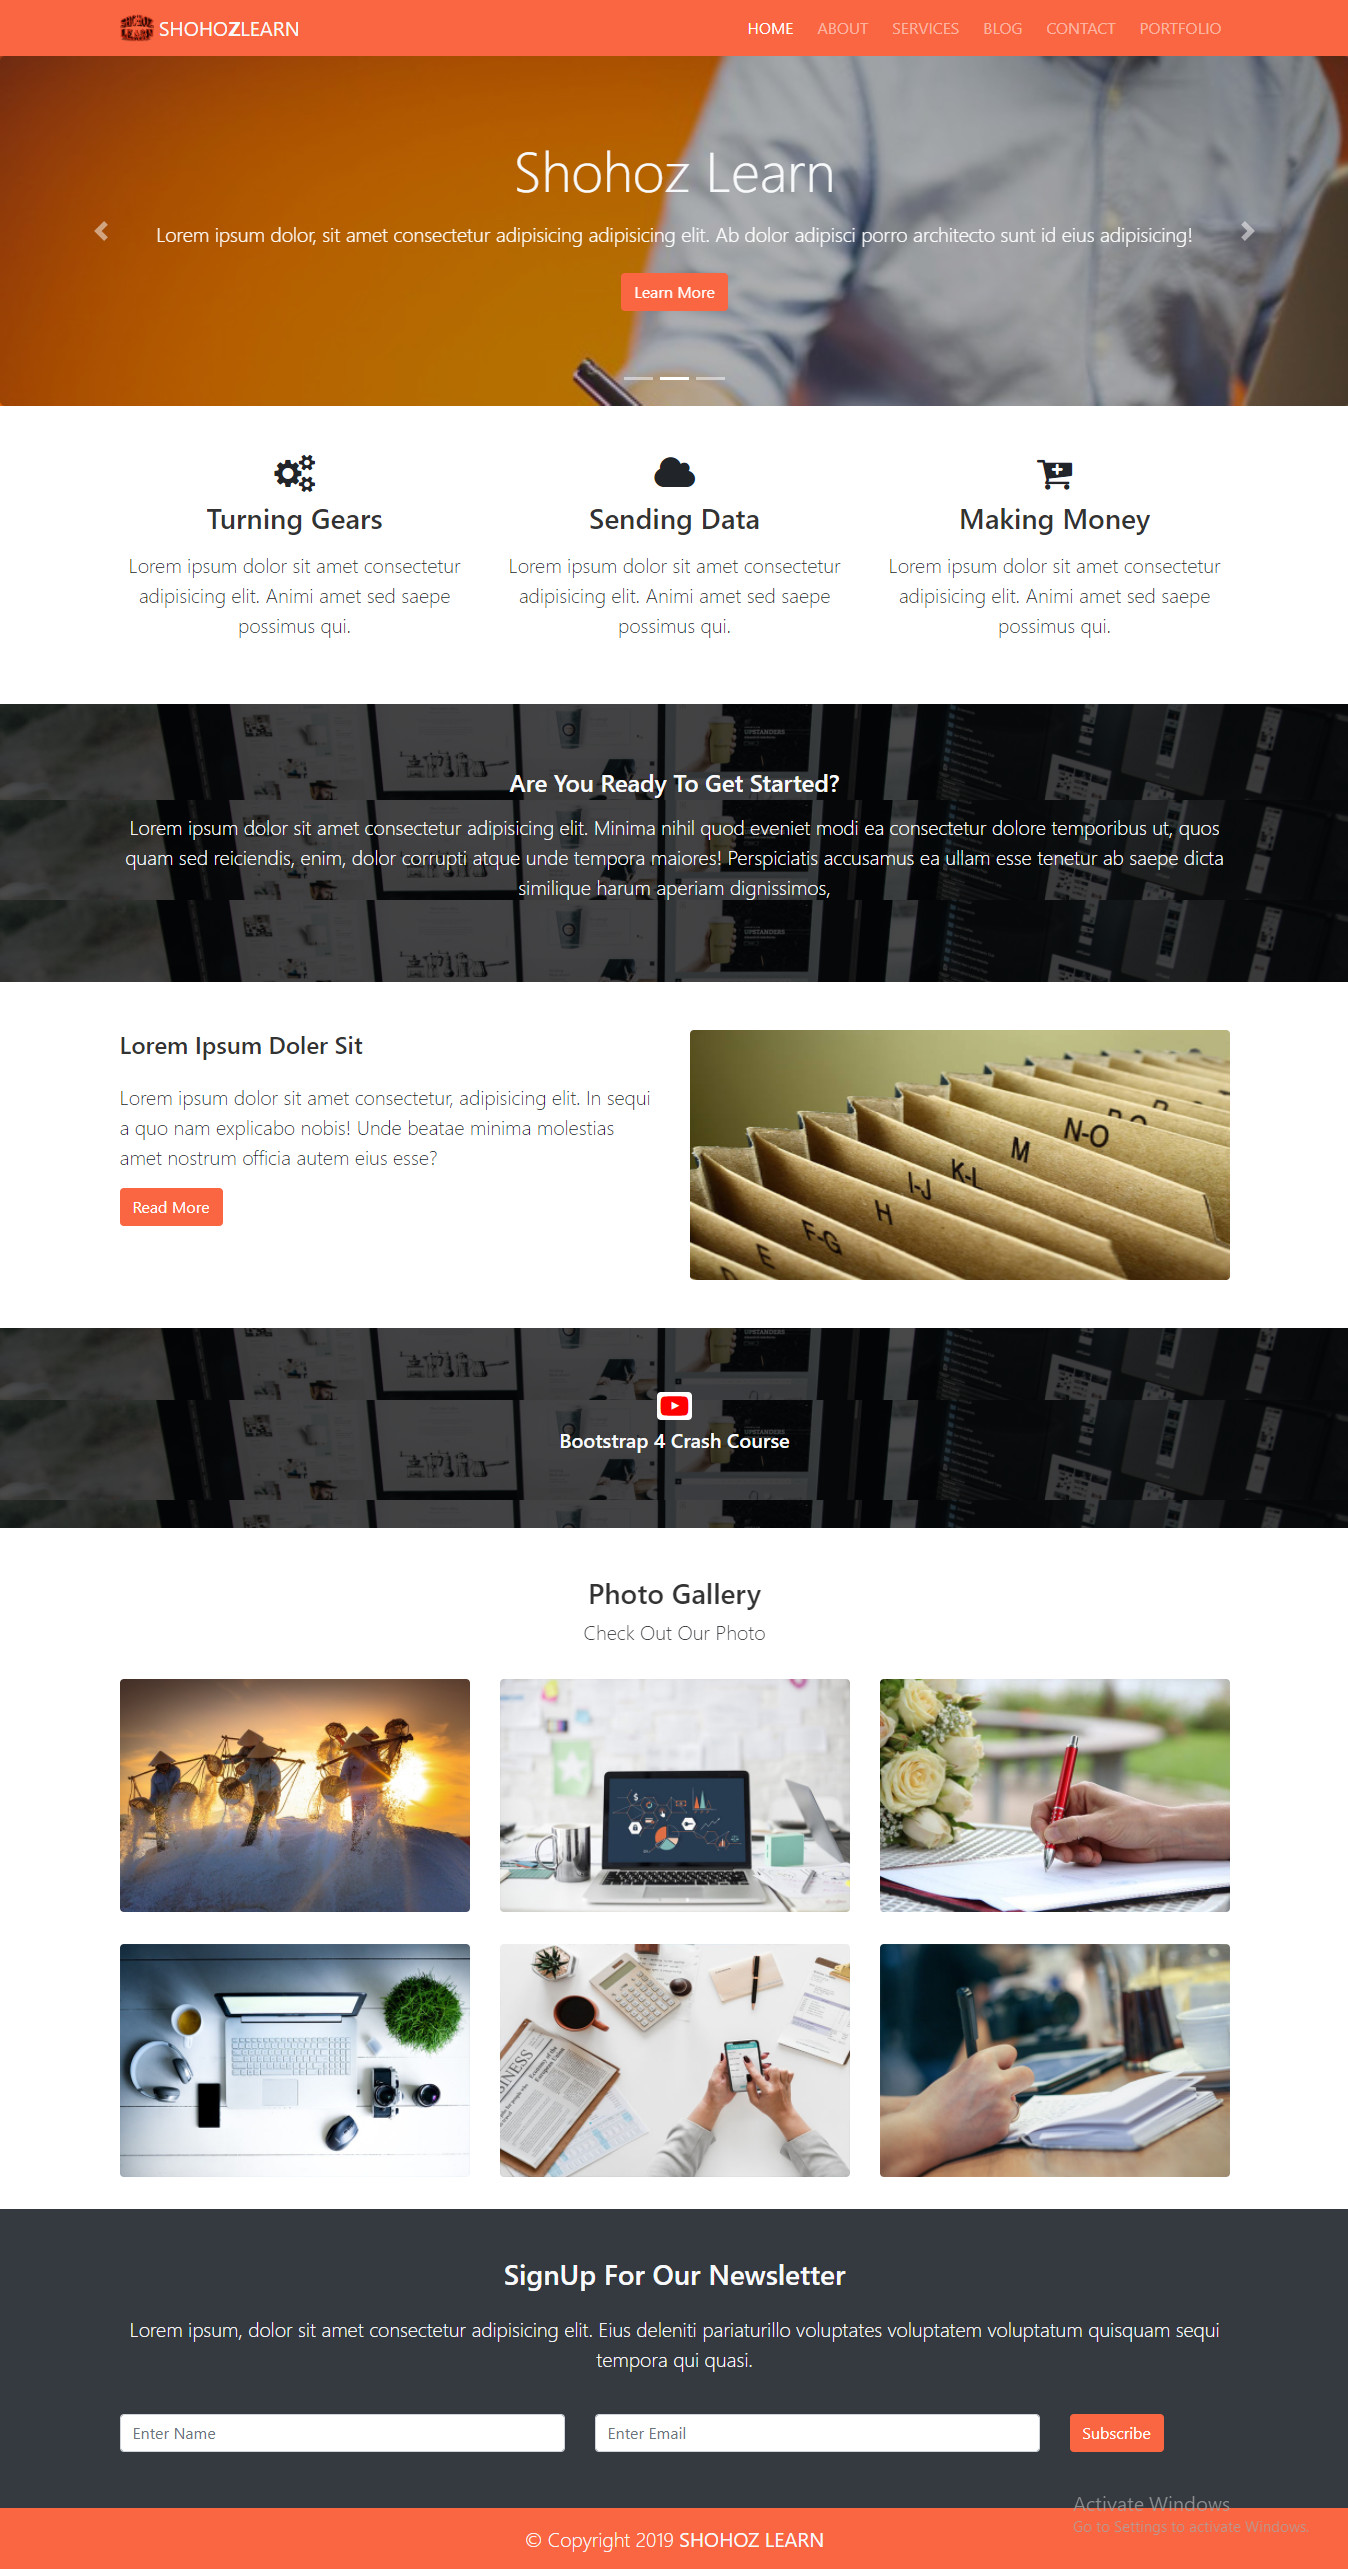 SHOHOZLEARN HOME ABOUT SERVICES BLOG CONTACT PORTFOLIO
Shohoz Learn
Lorem ipsum dolor, sit amet consectetur adipisicing adipisicing elit. Ab dolor adipisci porro architecto sunt id eius adipisicing!
Learn More
Turning Gears
Lorem ipsum dolor sit amet consectetur
adipisicing elit. Animi amet sed saepe
possimus qui.
Sending Data
Lorem ipsum dolor sit amet consectetur
adipisicing elit. Animi amet sed saepe
possimus qui.
Making Money
Lorem ipsum dolor sit amet consectetur
adipisicing elit. Animi amet sed saepe
possimus qui.
Are You Ready To Get Started?
Lorem ipsum dolor sit amet consectetur adipisicing elit. Minima nihil quod eveniet modi ea consectetur dolore temporibus ut, quos
quam sed reiciendis, enim, dolor corrupti atque unde tempora maiores! Perspiciatis accusamus ea ullam esse tenetur ab saepe dicta
similique harum aperiam dignissimos,
Lorem Ipsum Doler Sit
Lorem ipsum dolor sit amet consectetur, adipisicing elit. In sequi
a quo nam explicabo nobis! Unde beatae minima molestias
amet nostrum officia autem eius esse?
Read More
N-O
M
K-L
I-J
H
F-G
E
D
Bootstrap 4 Crash Course
Photo Gallery
Check Out Our Photo
SignUp For Our Newsletter
Lorem ipsum, dolor sit amet consectetur adipisicing elit. Eius deleniti pariaturillo voluptates voluptatem voluptatum quisquam sequi
tempora qui quasi.
Enter Name Enter Email Subscribe
Activate Windows
Go to Settings to activate Windows.
© Copyright 2019 SHOHOZ LEARN